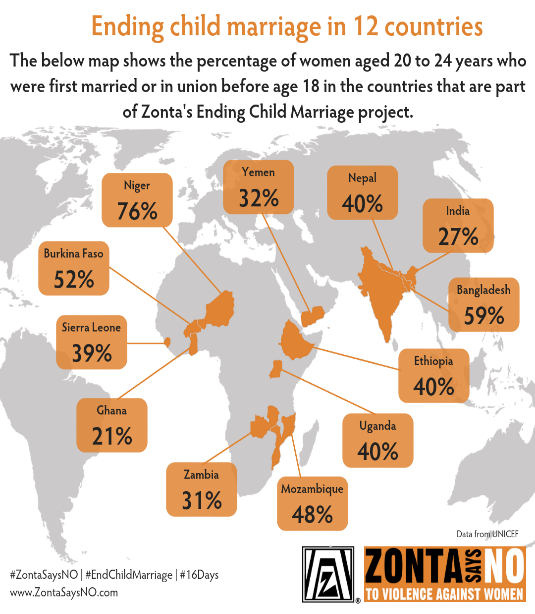 Ending child marriage in 12 countries
The below map shows the percentage of women aged 20 to 24 years who
were first married or in union before age 18 in the countries that are part
of Zonta's Ending Child Marriage project.
Yemen
32%
Nepal
40%
Niger
76%
India
27%
Burkina Faso
52%
Bangladesh
59%
Sierra Leone
39%
Ethiopia
40%
Ghana
21%
Uganda
40%
Zambia
31%
Mozambique
48%
Data from UNICEF
#ZontaSaysNO | #EndChildMarriage | #16Days
www.ZontaSaysNO.com
®
ZONTA SAYS NO
TO VIOLENCE AGAINST WOMEN